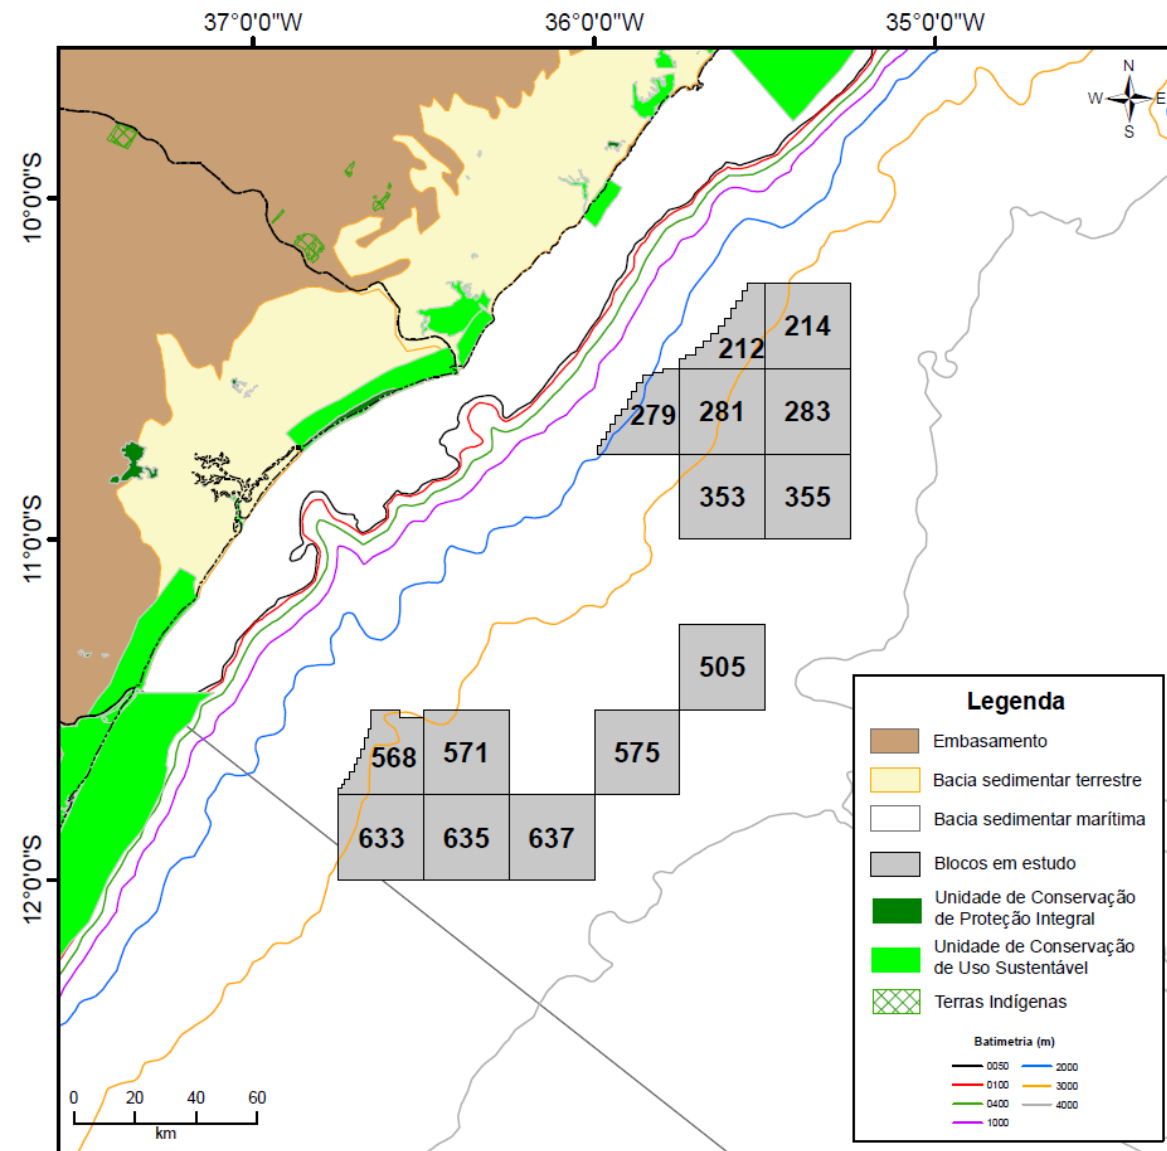 37°0'0"W 36°0'0"W 35°0'0"W
N
W E
S
10°0'0"S
11°0'0"S
12°0'0"S
214
212
279 281 283
353 355
505
568 571 575
633 635 637
Legenda
Embasamento
Bacia sedimentar terrestre
Bacia sedimentar marítima
Blocos em estudo
Unidade de Conservação
de Proteção Integral
Unidade de Conservação
de Uso Sustentável
Terras Indígenas
Batimetria (m)
0050 2000
0100 3000
0400 4000
1000
0 20 40 60
km